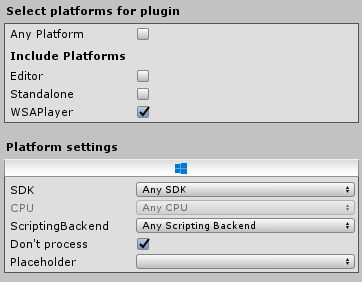 Select platforms for plugin
Any Platform
Include Platforms
Editor
Standalone
WSAPlayer
Platform settings
SDK Any SDK
CPU Any CPU
ScriptingBackend Any Scripting Backend
Don't process
Placeholder